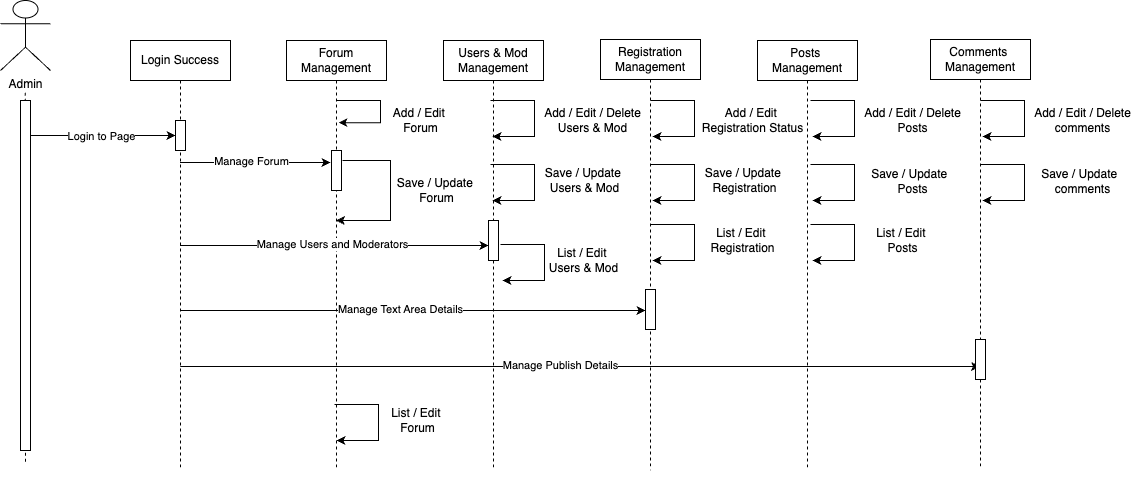 Admin
Login Success
Forum
Management
Users & Mod
Management
Registration
Management
Posts
Management
Comments
Management
Add / Edit
Forum
Add / Edit / Delete
Users & Mod
Add / Edit
Registration Status
Add / Edit / Delete
Posts
Add / Edit / Delete
comments
Login to Page
Manage Forum
Save / Update
Forum
Save / Update
Users & Mod
Save / Update
Registration
Save / Update
Posts
Save / Update
comments
Manage Users and Moderators
List / Edit
Users & Mod
List / Edit
Registration
List / Edit
Posts
Manage Text Area Details
Manage Publish Details
List / Edit
Forum